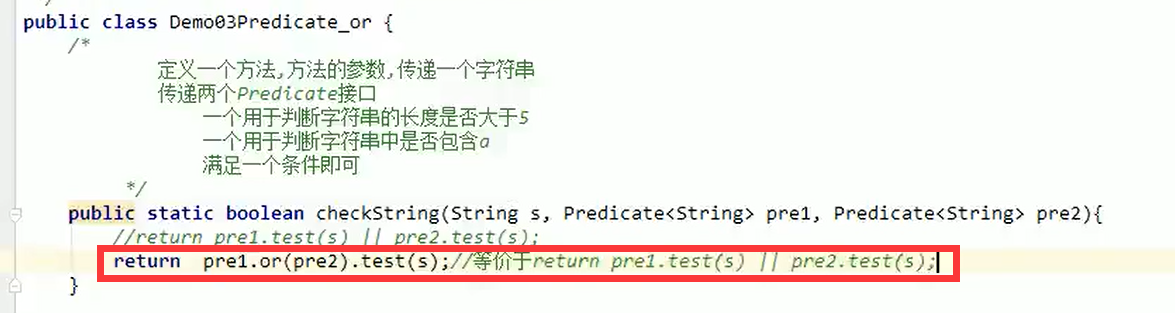 */
public class Demo03Predicate_or {
/*
定义一个方法,方法的参数,传递一个字符串
传递两个Predicate接口
一个用于判断字符串的长度是否大于5
一个用于判断字符串中是否包含a
满足一个条件即可
*/
public static boolean checkString(String s, Predicate<String> pre1, Predicate<String> pre2){
//return pre1.test(s) || pre2.test(s);
return  pre1.or(pre2).test(s);//等价于return pre1.test(s) || pre2.test(s);
}